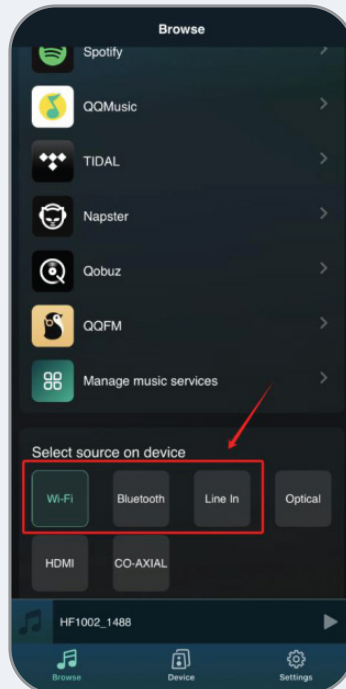 Browse
Spotify
QQMusic
TIDAL
Napster
Qobuz
QQFM
Manage music services
Select source on device
Wi-Fi Bluetooth Line In Optical
HDMI CO-AXIAL
HF1002_1488
Browse Device Settings